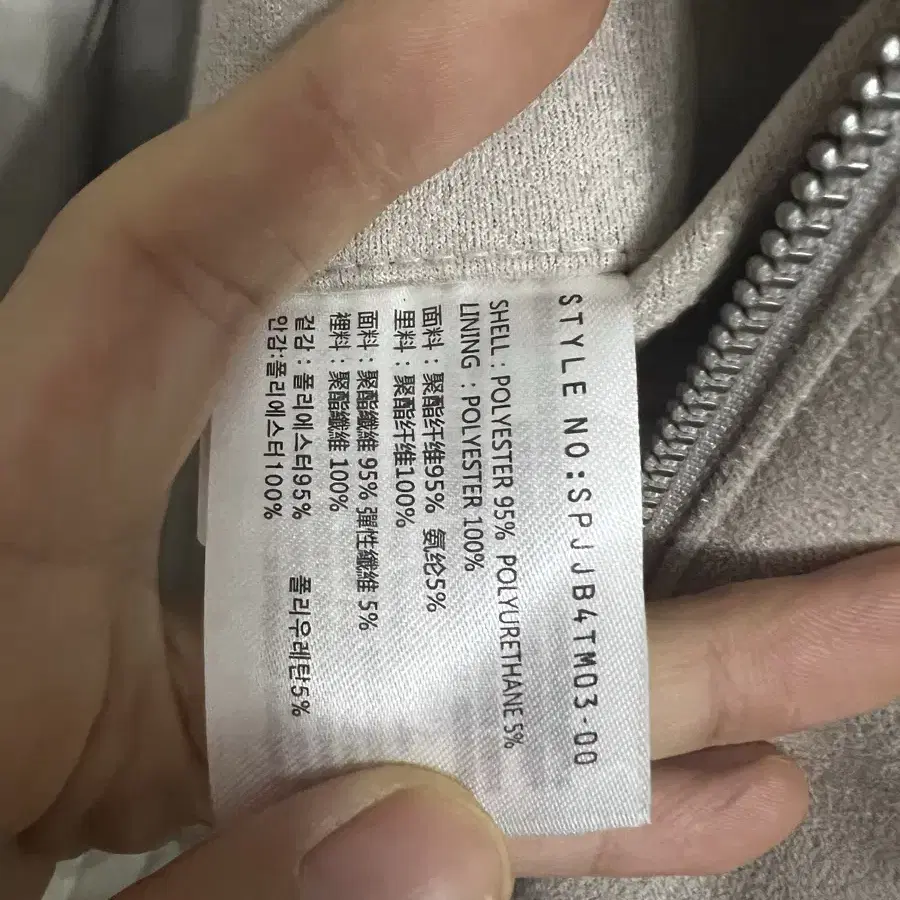 STYLE NO:SPJJB4TM03-00
SHELL : POLYESTER 95% POLYURETHANE 5%
LINING : POLYESTER 100%
面料 : 聚酯纤维95% 氨纶5%
里料 : 聚酯纤维100%
面料 : 聚酯纖維 95% 彈性纖維 5%
裡料 : 聚酯纖維 100%
겉감 : 폴리에스터95% 폴리우레탄5%
안감:폴리에스터100%